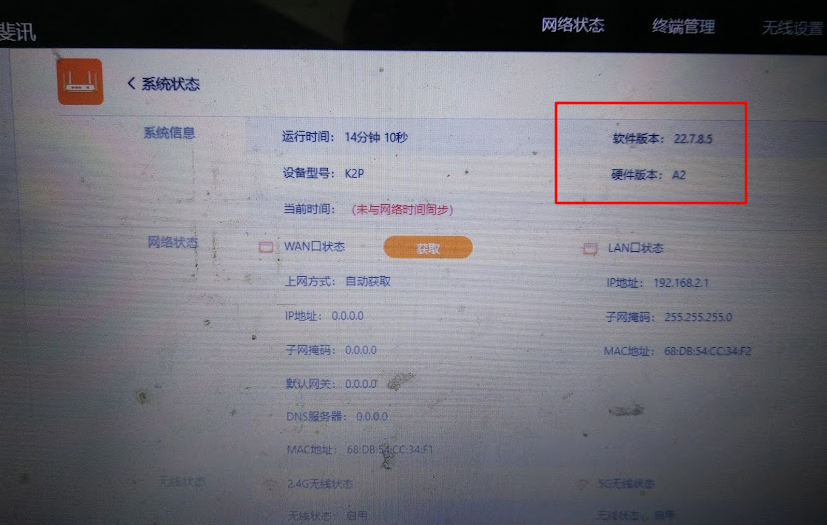 斐讯 网络状态 终端管理 无线设置
系统状态
系统信息 运行时间： 14分钟 10秒 软件版本： 22.7.8.5
设备型号： K2P 硬件版本： A2
当前时间： （未与网络时间同步）
网络状态 WAN口状态 获取 LAN口状态
上网方式： 自动获取 IP地址： 192.168.2.1
IP地址： 0.0.0.0 子网掩码： 255.255.255.0
子网掩码： 0.0.0.0 MAC地址： 68:DB:54:CC:34:F2
默认网关： 0.0.0.0
DNS服务器： 0.0.0.0
MAC地址： 68:DB:54:CC:34:F1
无线状态 2.4G无线状态 5G无线状态
无线状态： 启用 无线状态： 启用